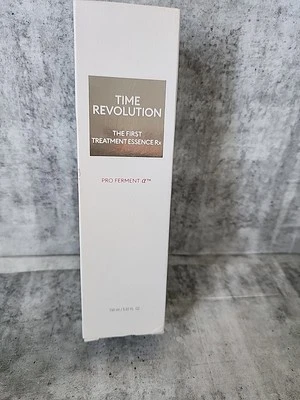 TIME
REVOLUTION
THE FIRST
TREATMENT ESSENCE Rx
PRO FERMENT α™